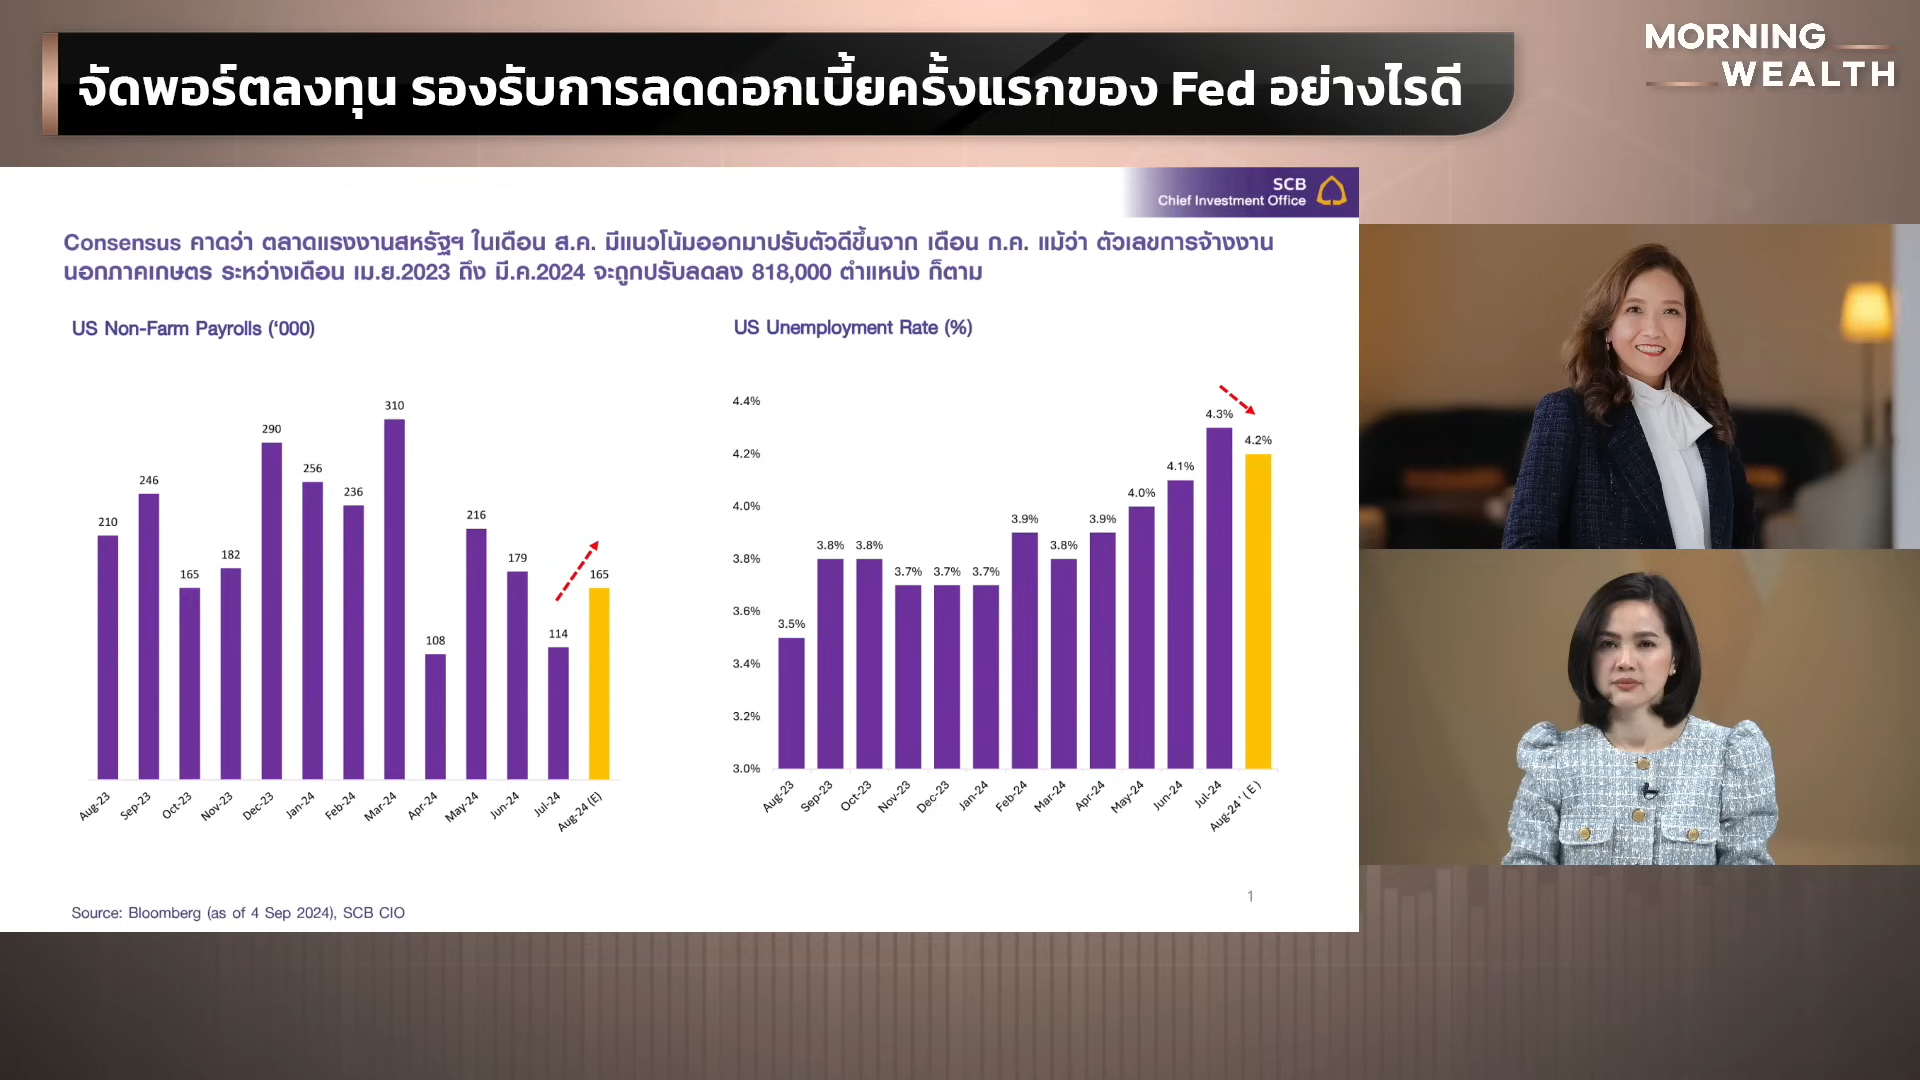 จัดพอร์ตลงทุน รองรับการลดดอกเบี้ยครั้งแรกของ Fed อย่างไรดี
MORNING
WEALTH
SCB
Chief Investment Office
Consensus คาดว่า ตลาดแรงงานสหรัฐฯ ในเดือน ส.ค. มีแนวโน้มออกมาปรับตัวดีขึ้นจาก เดือน ก.ค. แม้ว่า ตัวเลขการจ้างงาน
นอกภาคเกษตร ระหว่างเดือน เม.ย.2023 ถึง มี.ค.2024 จะถูกปรับลดลง 818,000 ตำแหน่ง ก็ตาม
US Non-Farm Payrolls (‘000)
210
246
165
182
290
256
236
310
108
216
179
114
165
Aug-23
Sep-23
Oct-23
Nov-23
Dec-23
Jan-24
Feb-24
Mar-24
Apr-24
May-24
Jun-24
Jul-24
Aug-24 (E)
US Unemployment Rate (%)
4.4%
4.2%
4.0%
3.8%
3.6%
3.4%
3.2%
3.0%
3.5%
3.8%
3.8%
3.7%
3.7%
3.7%
3.9%
3.8%
3.9%
4.0%
4.1%
4.3%
4.2%
Aug-23
Sep-23
Oct-23
Nov-23
Dec-23
Jan-24
Feb-24
Mar-24
Apr-24
May-24
Jun-24
Jul-24
Aug-24 ' ( E )
1
Source: Bloomberg (as of 4 Sep 2024), SCB CIO